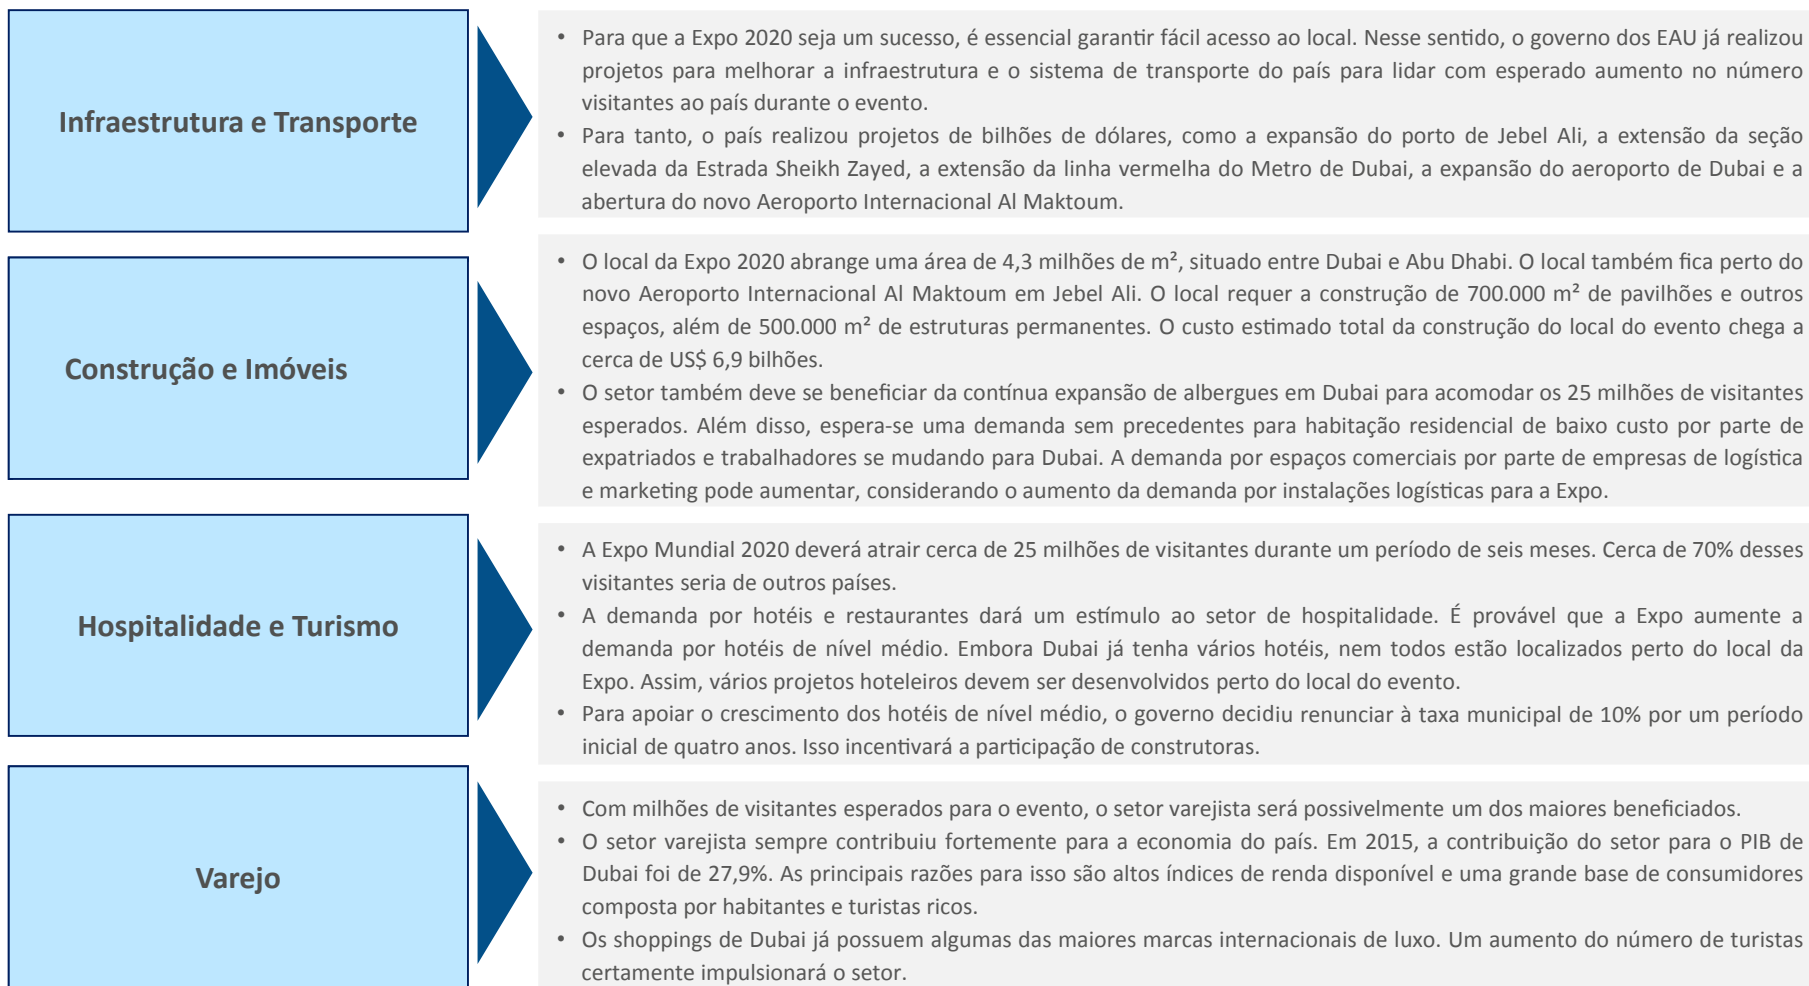 Infraestrutura e Transporte
• Para que a Expo 2020 seja um sucesso, é essencial garantir fácil acesso ao local. Nesse sentido, o governo dos EAU já realizou
projetos para melhorar a infraestrutura e o sistema de transporte do país para lidar com esperado aumento no número
visitantes ao país durante o evento.
• Para tanto, o país realizou projetos de bilhões de dólares, como a expansão do porto de Jebel Ali, a extensão da seção
elevada da Estrada Sheikh Zayed, a extensão da linha vermelha do Metro de Dubai, a expansão do aeroporto de Dubai e a
abertura do novo Aeroporto Internacional Al Maktoum.
Construção e Imóveis
• O local da Expo 2020 abrange uma área de 4,3 milhões de m², situado entre Dubai e Abu Dhabi. O local também fica perto do
novo Aeroporto Internacional Al Maktoum em Jebel Ali. O local requer a construção de 700.000 m² de pavilhões e outros
espaços, além de 500.000 m² de estruturas permanentes. O custo estimado total da construção do local do evento chega a
cerca de US$ 6,9 bilhões.
• O setor também deve se beneficiar da contínua expansão de albergues em Dubai para acomodar os 25 milhões de visitantes
esperados. Além disso, espera-se uma demanda sem precedentes para habitação residencial de baixo custo por parte de
expatriados e trabalhadores se mudando para Dubai. A demanda por espaços comerciais por parte de empresas de logística
e marketing pode aumentar, considerando o aumento da demanda por instalações logísticas para a Expo.
Hospitalidade e Turismo
• A Expo Mundial 2020 deverá atrair cerca de 25 milhões de visitantes durante um período de seis meses. Cerca de 70% desses
visitantes seria de outros países.
• A demanda por hotéis e restaurantes dará um estímulo ao setor de hospitalidade. É provável que a Expo aumente a
demanda por hotéis de nível médio. Embora Dubai já tenha vários hotéis, nem todos estão localizados perto do local da
Expo. Assim, vários projetos hoteleiros devem ser desenvolvidos perto do local do evento.
• Para apoiar o crescimento dos hotéis de nível médio, o governo decidiu renunciar à taxa municipal de 10% por um período
inicial de quatro anos. Isso incentivará a participação de construtoras.
Varejo
• Com milhões de visitantes esperados para o evento, o setor varejista será possivelmente um dos maiores beneficiados.
• O setor varejista sempre contribuiu fortemente para a economia do país. Em 2015, a contribuição do setor para o PIB de
Dubai foi de 27,9%. As principais razões para isso são altos índices de renda disponível e uma grande base de consumidores
composta por habitantes e turistas ricos.
• Os shoppings de Dubai já possuem algumas das maiores marcas internacionais de luxo. Um aumento do número de turistas
certamente impulsionará o setor.